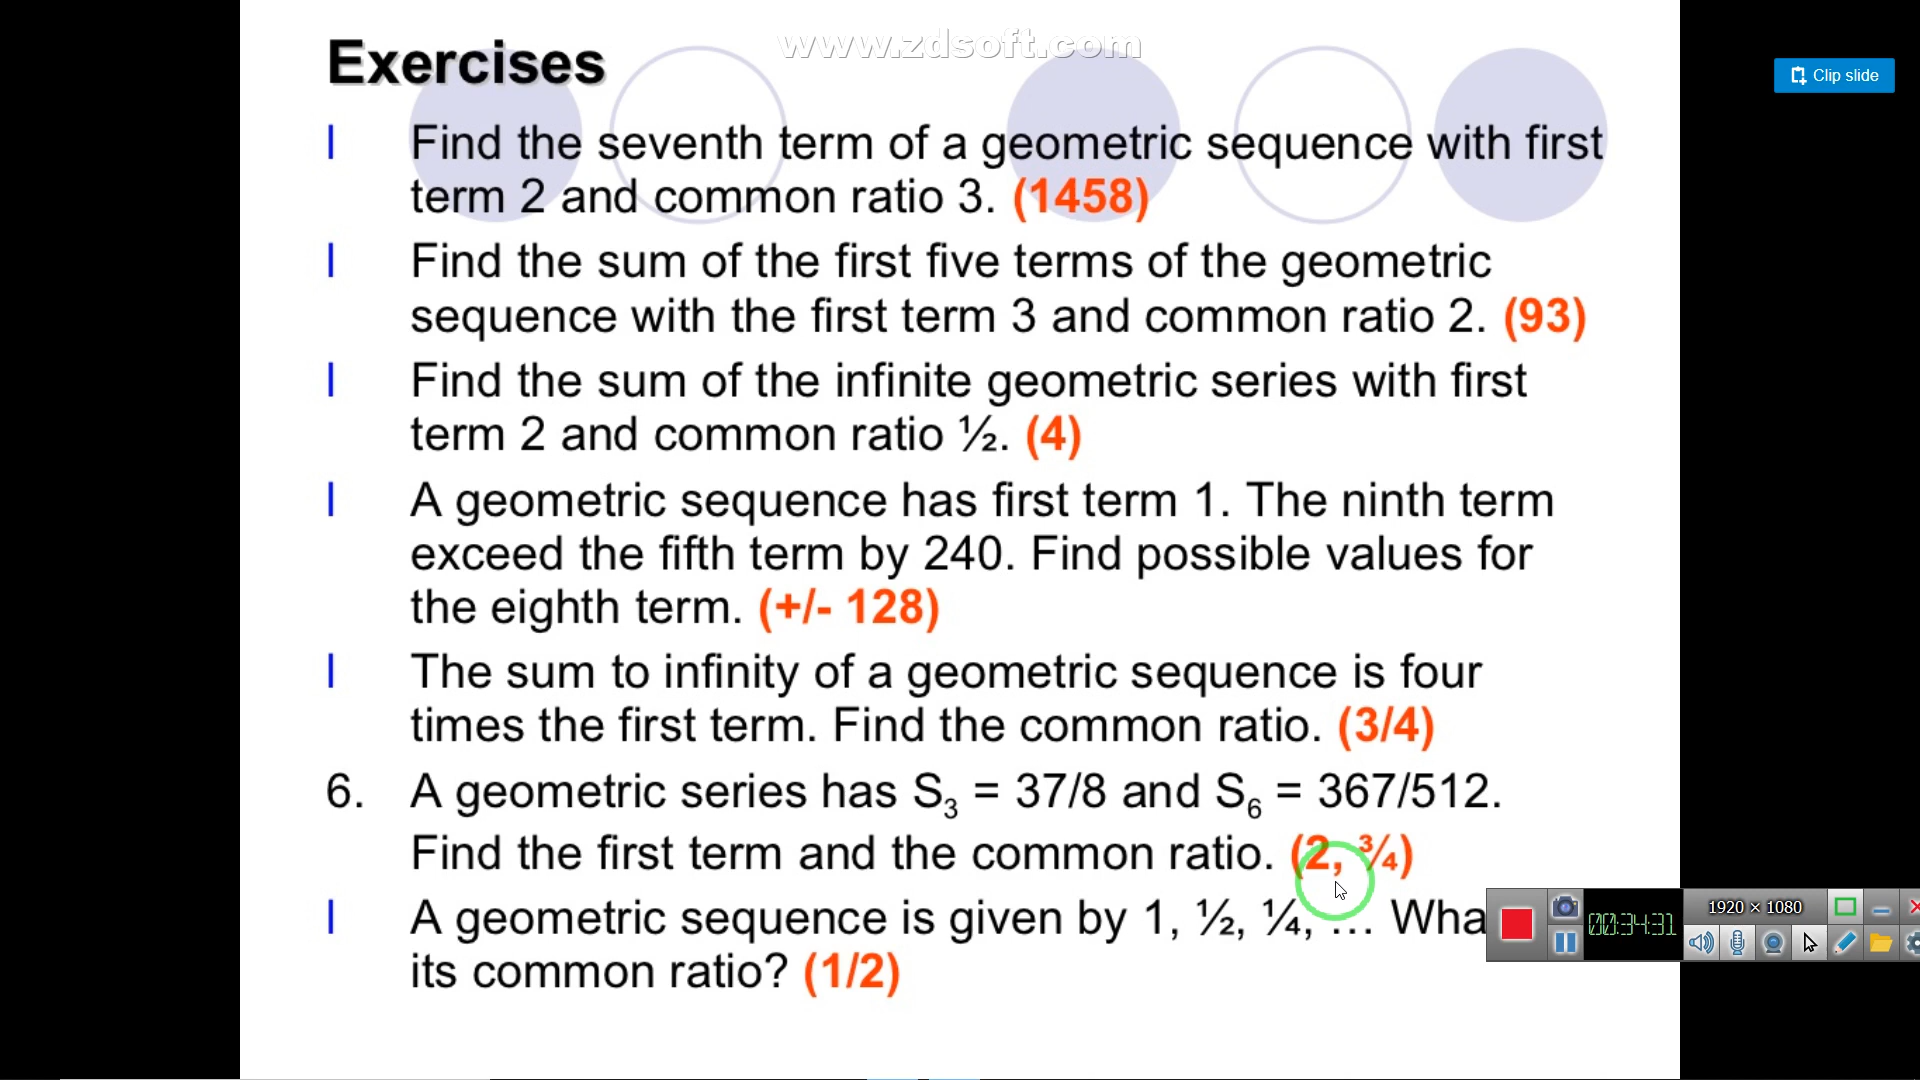 www.zdsoft.com
Exercises
Clip slide
l Find the seventh term of a geometric sequence with first
term 2 and common ratio 3. (1458)
l Find the sum of the first five terms of the geometric
sequence with the first term 3 and common ratio 2. (93)
l Find the sum of the infinite geometric series with first
term 2 and common ratio ½. (4)
l A geometric sequence has first term 1. The ninth term
exceed the fifth term by 240. Find possible values for
the eighth term. (+/- 128)
l The sum to infinity of a geometric sequence is four
times the first term. Find the common ratio. (3/4)
6. A geometric series has S₃ = 37/8 and S₆ = 367/512.
Find the first term and the common ratio. (2, ¾)
l A geometric sequence is given by 1, ½, ¼, … Wha
its common ratio? (1/2)
1920 × 1080
00:34:31